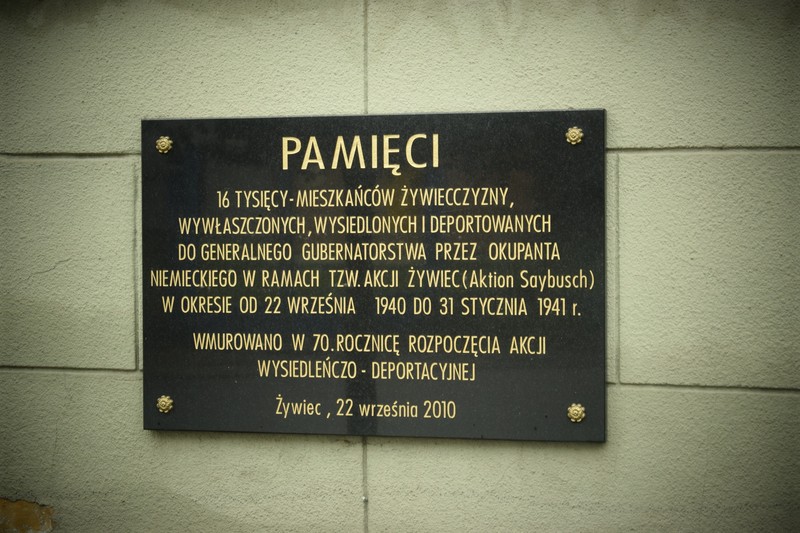 PAMIĘCI
16 TYSIĘCY-MIESZKAŃCÓW ŻYWIECCZYZNY,
WYWŁASZCZONYCH, WYSIEDLONYCH I DEPORTOWANYCH
DO GENERALNEGO GUBERNATORSTWA PRZEZ OKUPANTA
NIEMIECKIEGO W RAMACH TZW. AKCJI ŻYWIEC (Aktion Saybusch)
W OKRESIE OD 22 WRZEŚNIA 1940 DO 31 STYCZNIA 1941 r.
WMUROWANO W 70. ROCZNICĘ ROZPOCZĘCIA AKCJI
WYSIEDLEŃCZO - DEPORTACYJNEJ
Żywiec , 22 września 2010